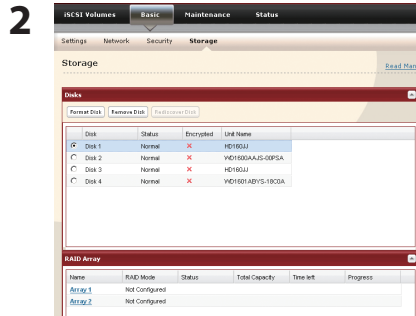 2
iSCSI Volumes Basic Maintenance Status
Settings Network Security Storage
Storage
Read Man
Disks
Format Disk Remove Disk Rediscover Disk
Disk Status Encrypted Unit Name
Disk 1 Normal HD160JJ
Disk 2 Normal WD1600AAJS-00PSA
Disk 3 Normal HD160JJ
Disk 4 Normal WD1601ABYS-18C0A
RAID Array
Name RAID Mode Status Total Capacity Time left Progress
Array 1 Not Configured
Array 2 Not Configured